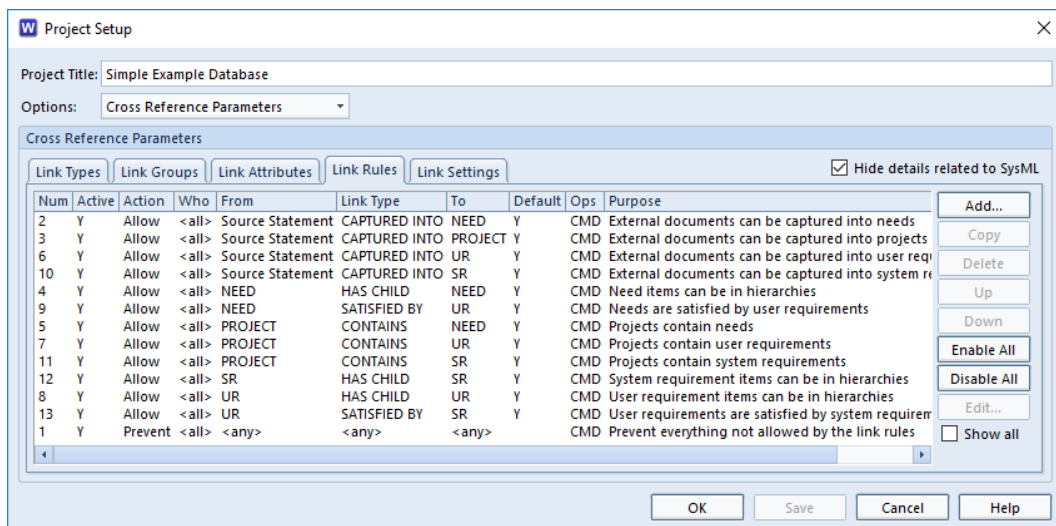 W Project Setup
Project Title: Simple Example Database
Options: Cross Reference Parameters
Cross Reference Parameters
Link Types Link Groups Link Attributes Link Rules Link Settings Hide details related to SysML
Num Active Action Who From Link Type To Default Ops Purpose Add...
2 Y Allow <all> Source Statement CAPTURED INTO NEED Y CMD External documents can be captured into needs
3 Y Allow <all> Source Statement CAPTURED INTO PROJECT Y CMD External documents can be captured into projects Copy
6 Y Allow <all> Source Statement CAPTURED INTO UR Y CMD External documents can be captured into user requ
10 Y Allow <all> Source Statement CAPTURED INTO SR Y CMD External documents can be captured into system re Delete
4 Y Allow <all> NEED HAS CHILD NEED Y CMD Need items can be in hierarchies Up
9 Y Allow <all> NEED SATISFIED BY UR Y CMD Needs are satisfied by user requirements
5 Y Allow <all> PROJECT CONTAINS NEED Y CMD Projects contain needs Down
7 Y Allow <all> PROJECT CONTAINS UR Y CMD Projects contain user requirements Enable All
11 Y Allow <all> PROJECT CONTAINS SR Y CMD Projects contain system requirements
12 Y Allow <all> SR HAS CHILD SR Y CMD System requirement items can be in hierarchies Disable All
8 Y Allow <all> UR HAS CHILD UR Y CMD User requirement items can be in hierarchies
13 Y Allow <all> UR SATISFIED BY SR Y CMD User requirements are satisfied by system requirem Edit...
1 Y Prevent <all> <any> <any> <any> CMD Prevent everything not allowed by the link rules Show all
OK Save Cancel Help